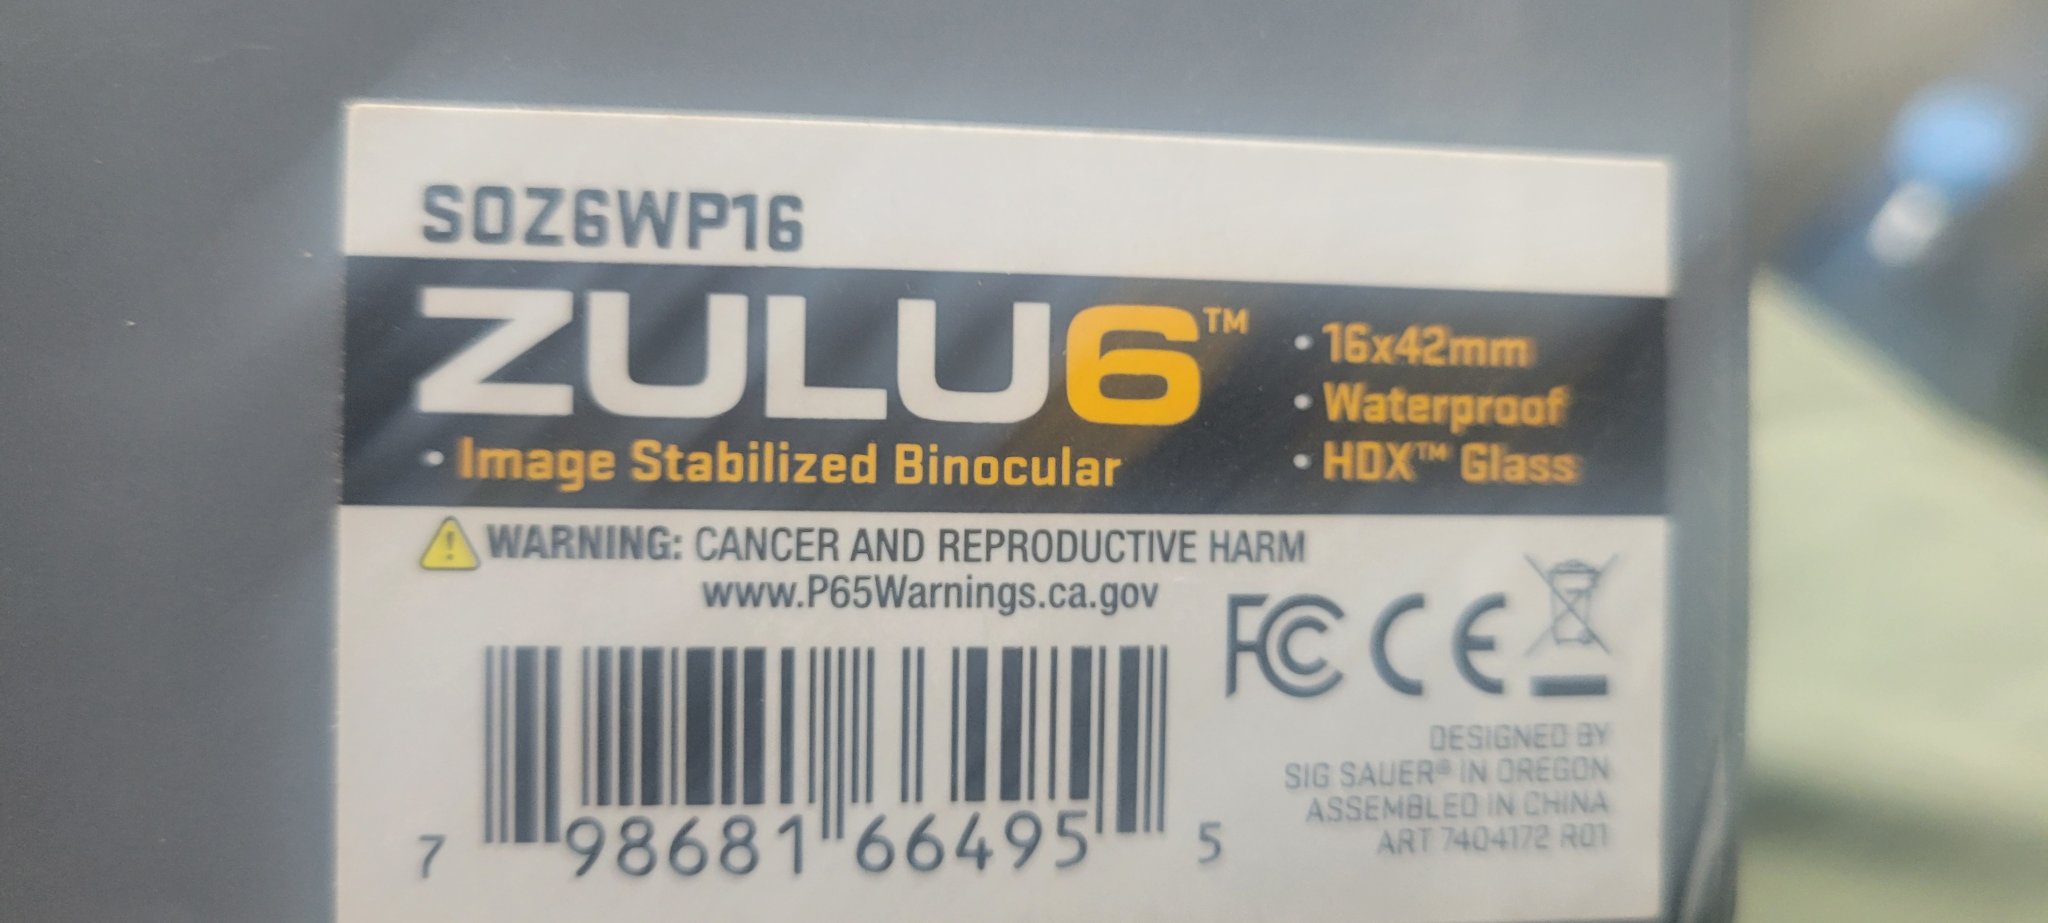 SOZ6WP16
ZULU6™
• Image Stabilized Binocular
• 16x42mm
• Waterproof
• HDX™ Glass
WARNING: CANCER AND REPRODUCTIVE HARM
www.P65Warnings.ca.gov
FC CE
7 98681 66495 5
DESIGNED BY
SIG SAUER® IN OREGON
ASSEMBLED IN CHINA
ART 7404172 R01